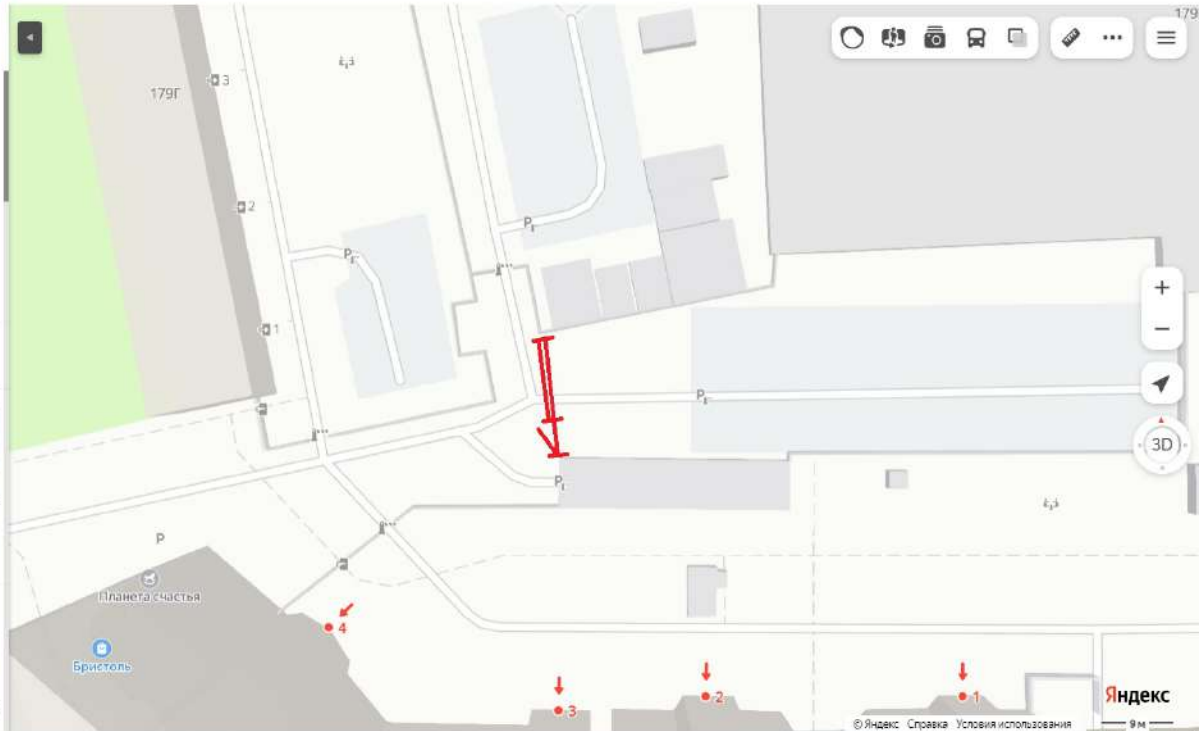 179
179Г
3
2
1
P
P
P
P
P
Планета счастья
Бристоль
4
3
2
1
3D
Яндекс
© Яндекс Справка Условия использования
9 м